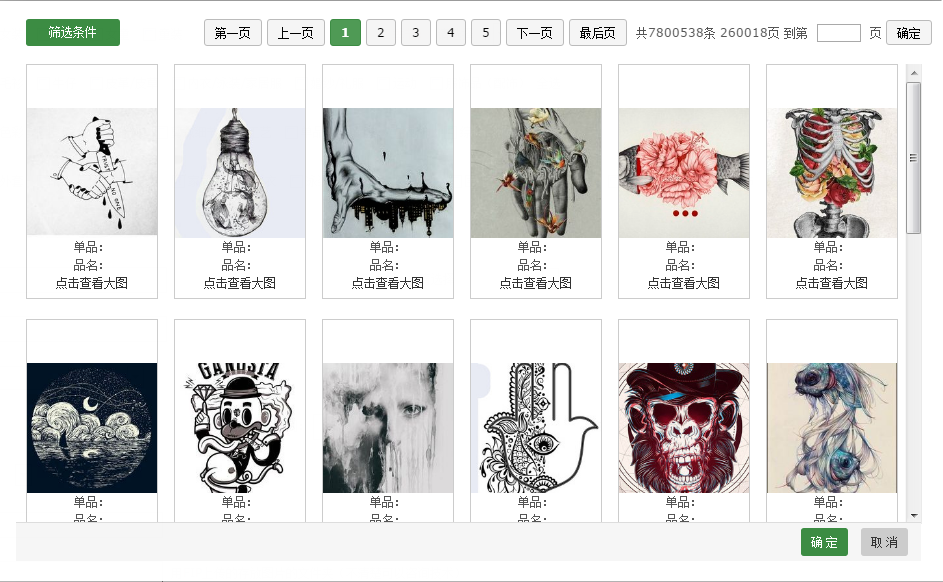 筛选条件 第一页 上一页 1 2 3 4 5 下一页 最后页 共7800538条 260018页 到第 页 确定
单品： 单品： 单品： 单品： 单品： 单品：
品名： 品名： 品名： 品名： 品名： 品名：
点击查看大图 点击查看大图 点击查看大图 点击查看大图 点击查看大图 点击查看大图
GANGSTA
单品： 单品： 单品： 单品： 单品： 单品：
品名： 品名： 品名： 品名： 品名： 品名：
确定 取消